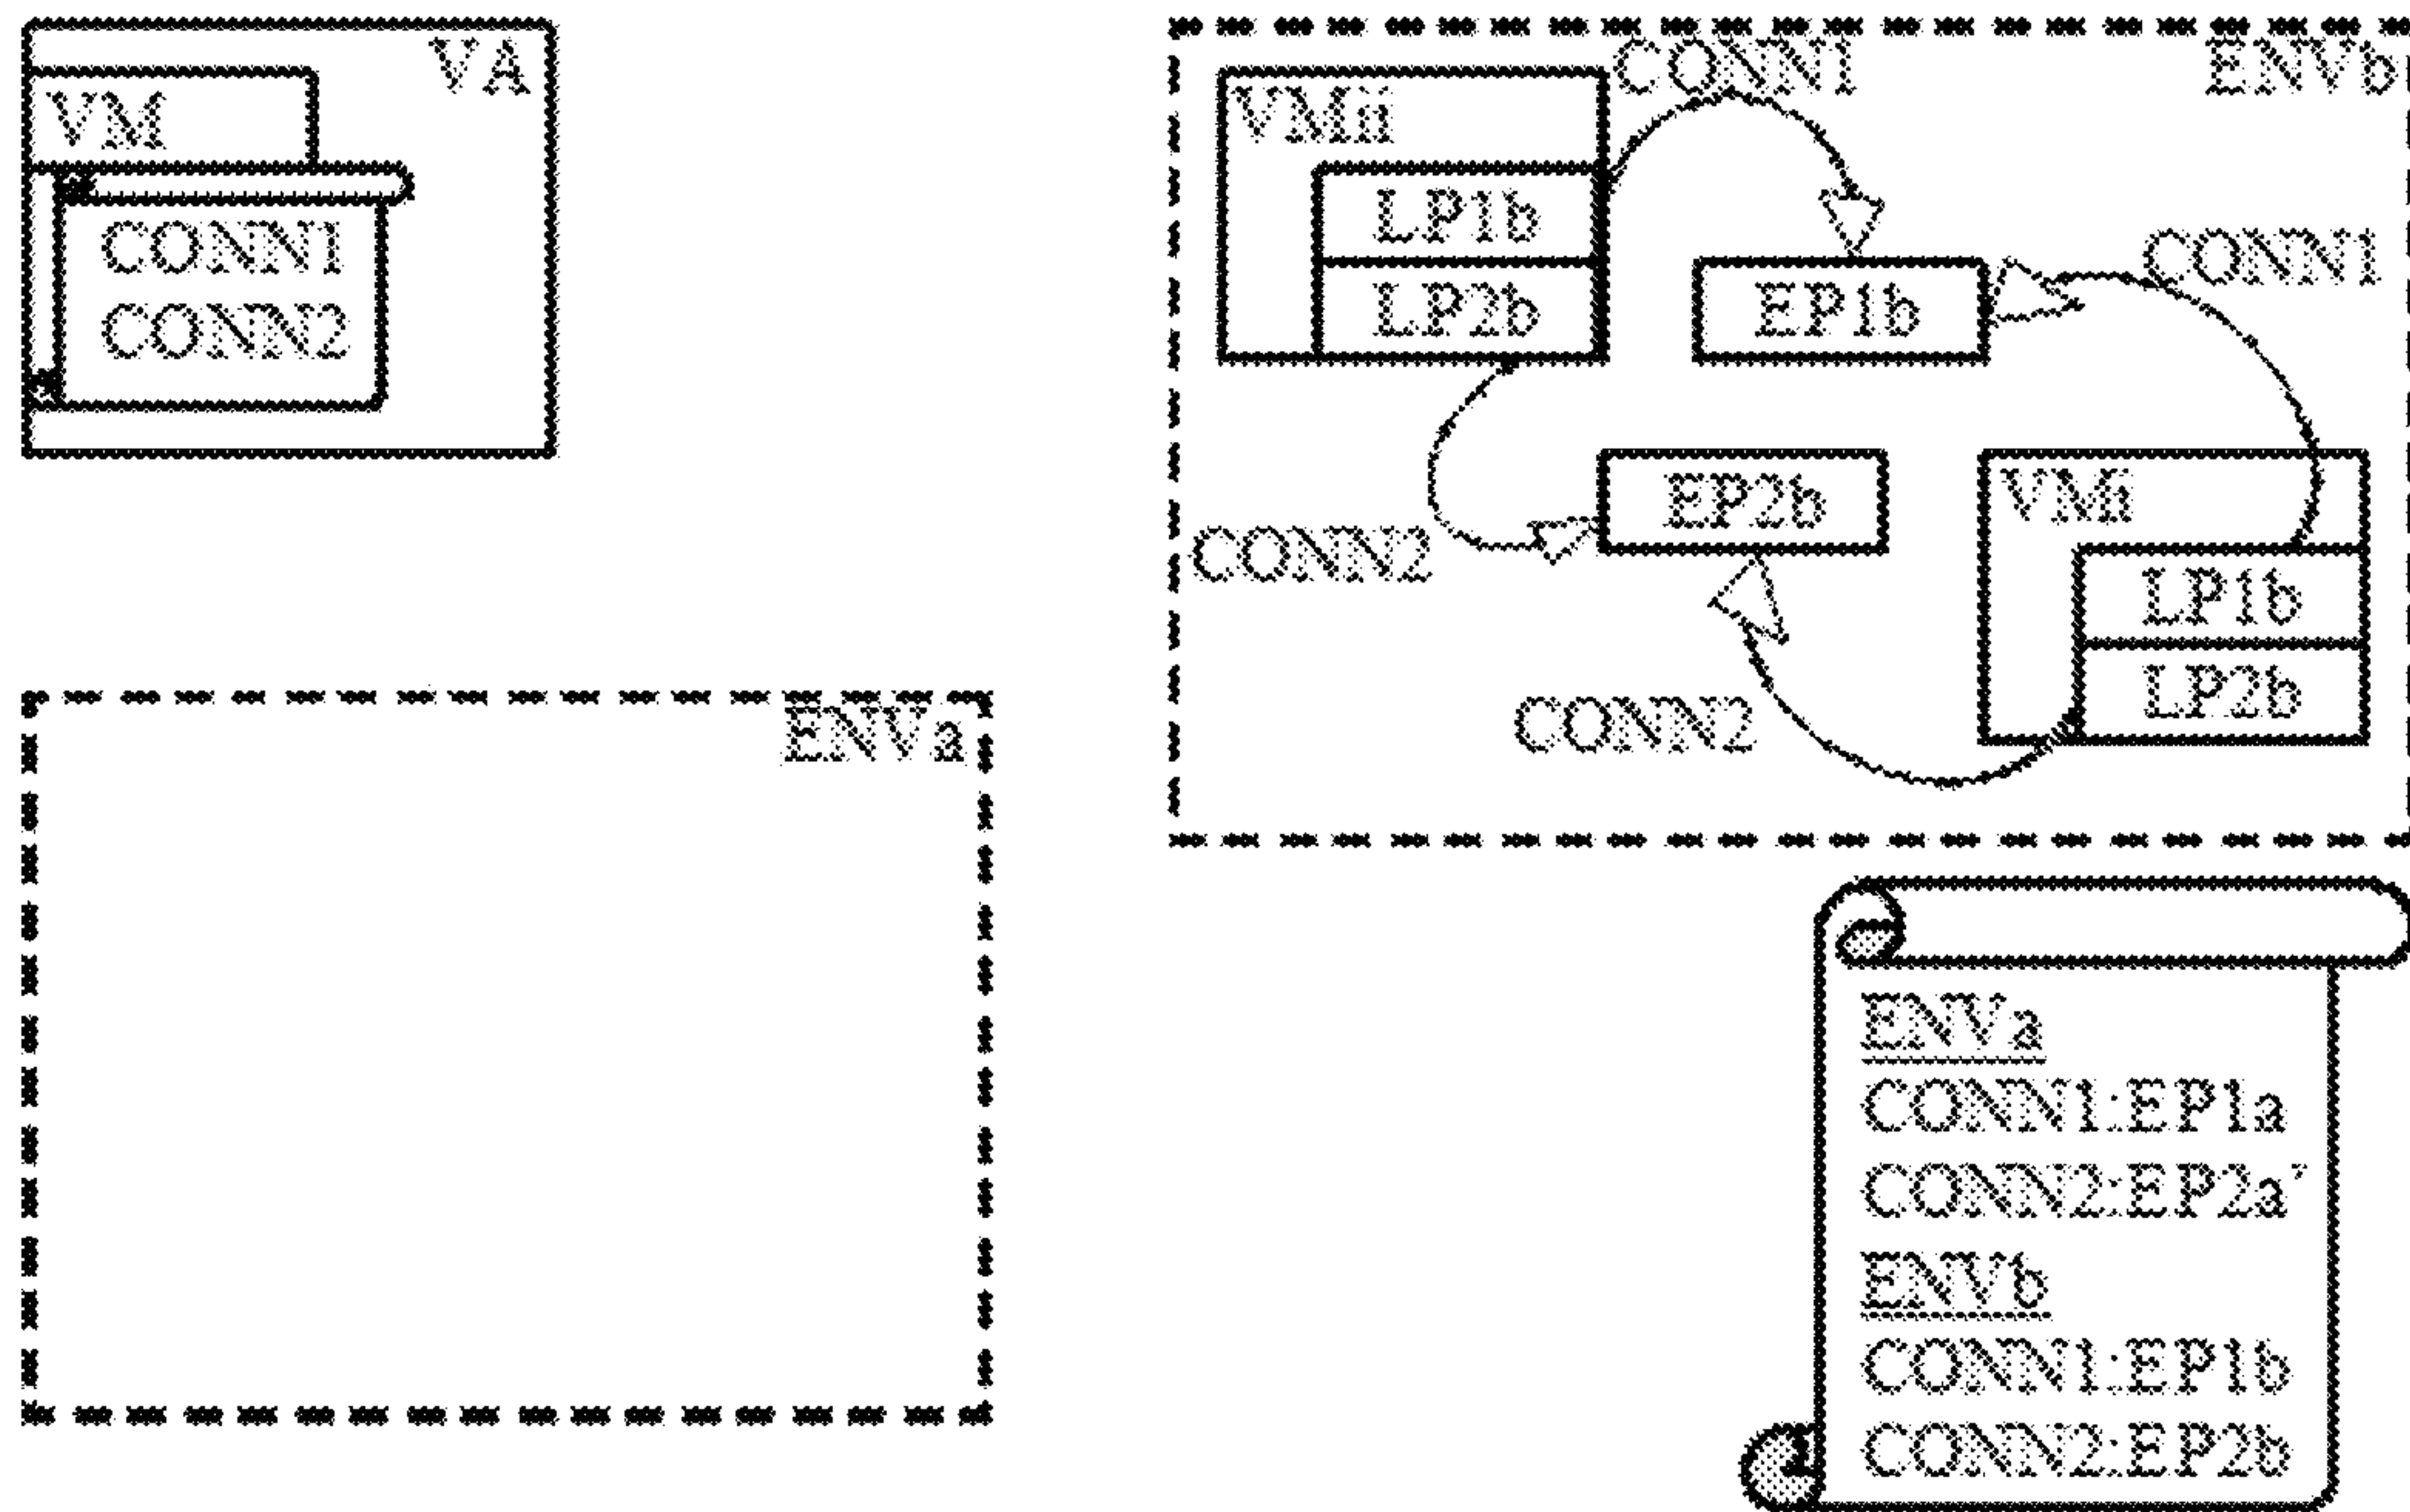 VA
VM
CONN1
CONN2
CONN1
ENVb
VMii
LP1b
LP2b
EP1b
CONN1
EP2b
VMi
CONN2
LP1b
LP2b
CONN2
ENVa
ENVa
CONN1:EP1a
CONN2:EP2a'
ENVb
CONN1:EP1b
CONN2:EP2b